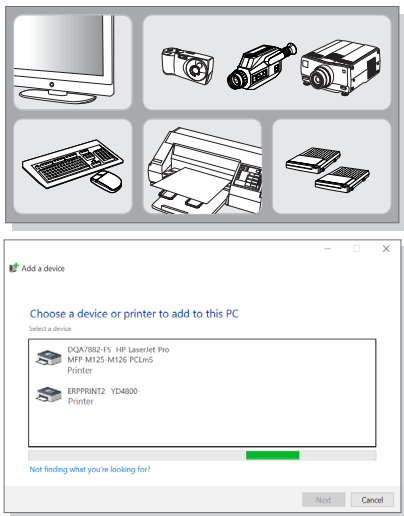 Add a device
Choose a device or printer to add to this PC
Select a device
DQA7882-F5 HP LaserJet Pro
MFP M125-M126 PCLmS
Printer
ERPPRINT2 YD4800-
Printer
Not finding what you're looking for?
Next Cancel